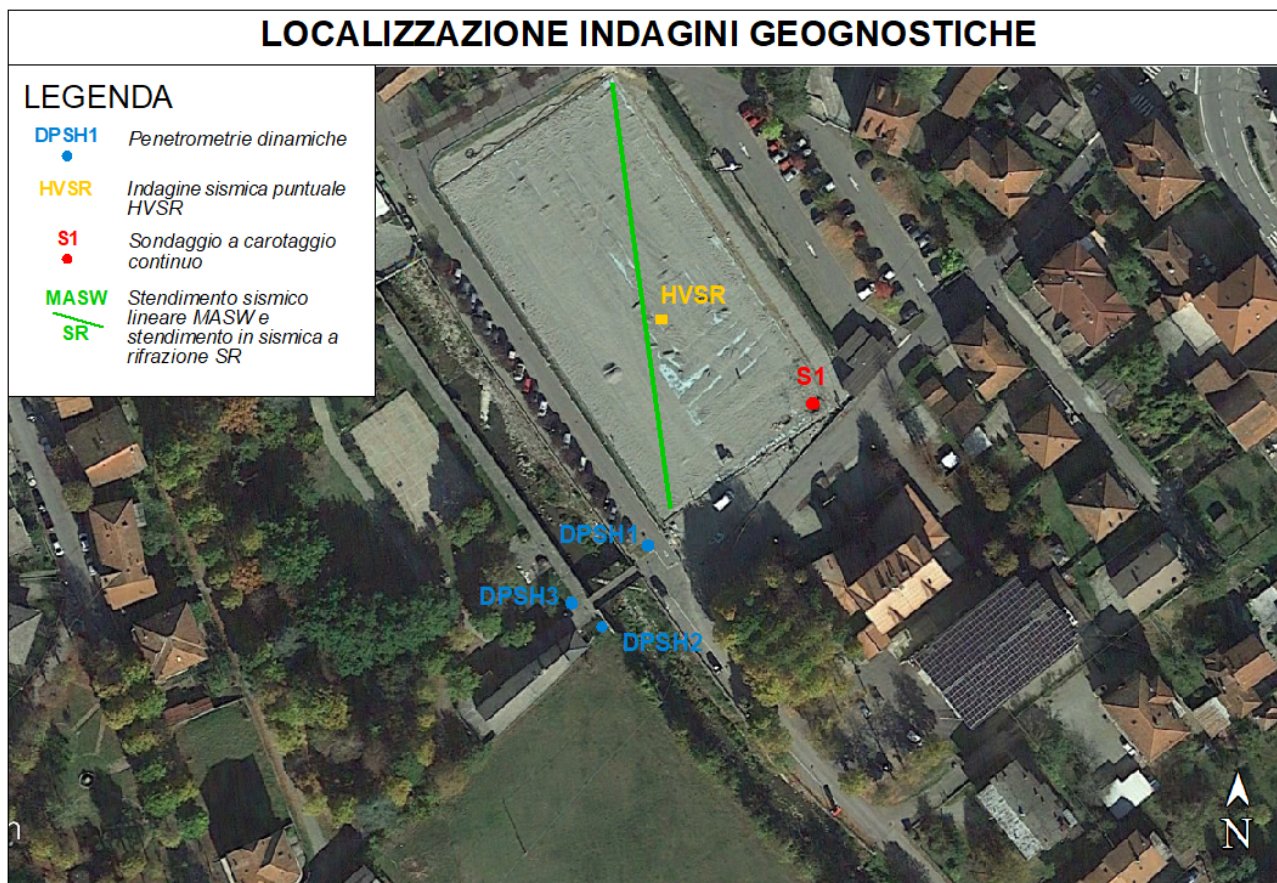 LOCALIZZAZIONE INDAGINI GEOGNOSTICHE
LEGENDA
DPSH1 Penetrometrie dinamiche
HVSR Indagine sismica puntuale
HVSR
S1 Sondaggio a carotaggio
continuo
MASW Stendimento sismico
lineare MASW e
SR stendimento in sismica a
rifrazione SR
HVSR
S1
DPSH1
DPSH3
DPSH2
N